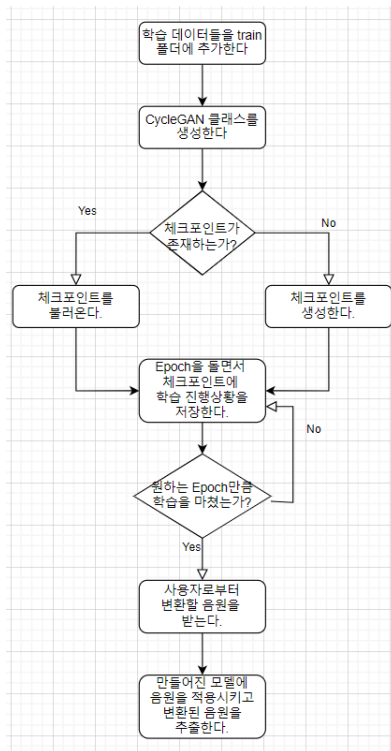 학습 데이터들을 train
폴더에 추가한다
CycleGAN 클래스를
생성한다
체크포인트가
존재하는가?
Yes
No
체크포인트를
불러온다.
체크포인트를
생성한다.
Epoch을 돌면서
체크포인트에
학습 진행상황을
저장한다.
No
원하는 Epoch만큼
학습을 마쳤는가?
Yes
사용자로부터
변환할 음원을
받는다.
만들어진 모델에
음원을 적용시키고
변환된 음원을
추출한다.